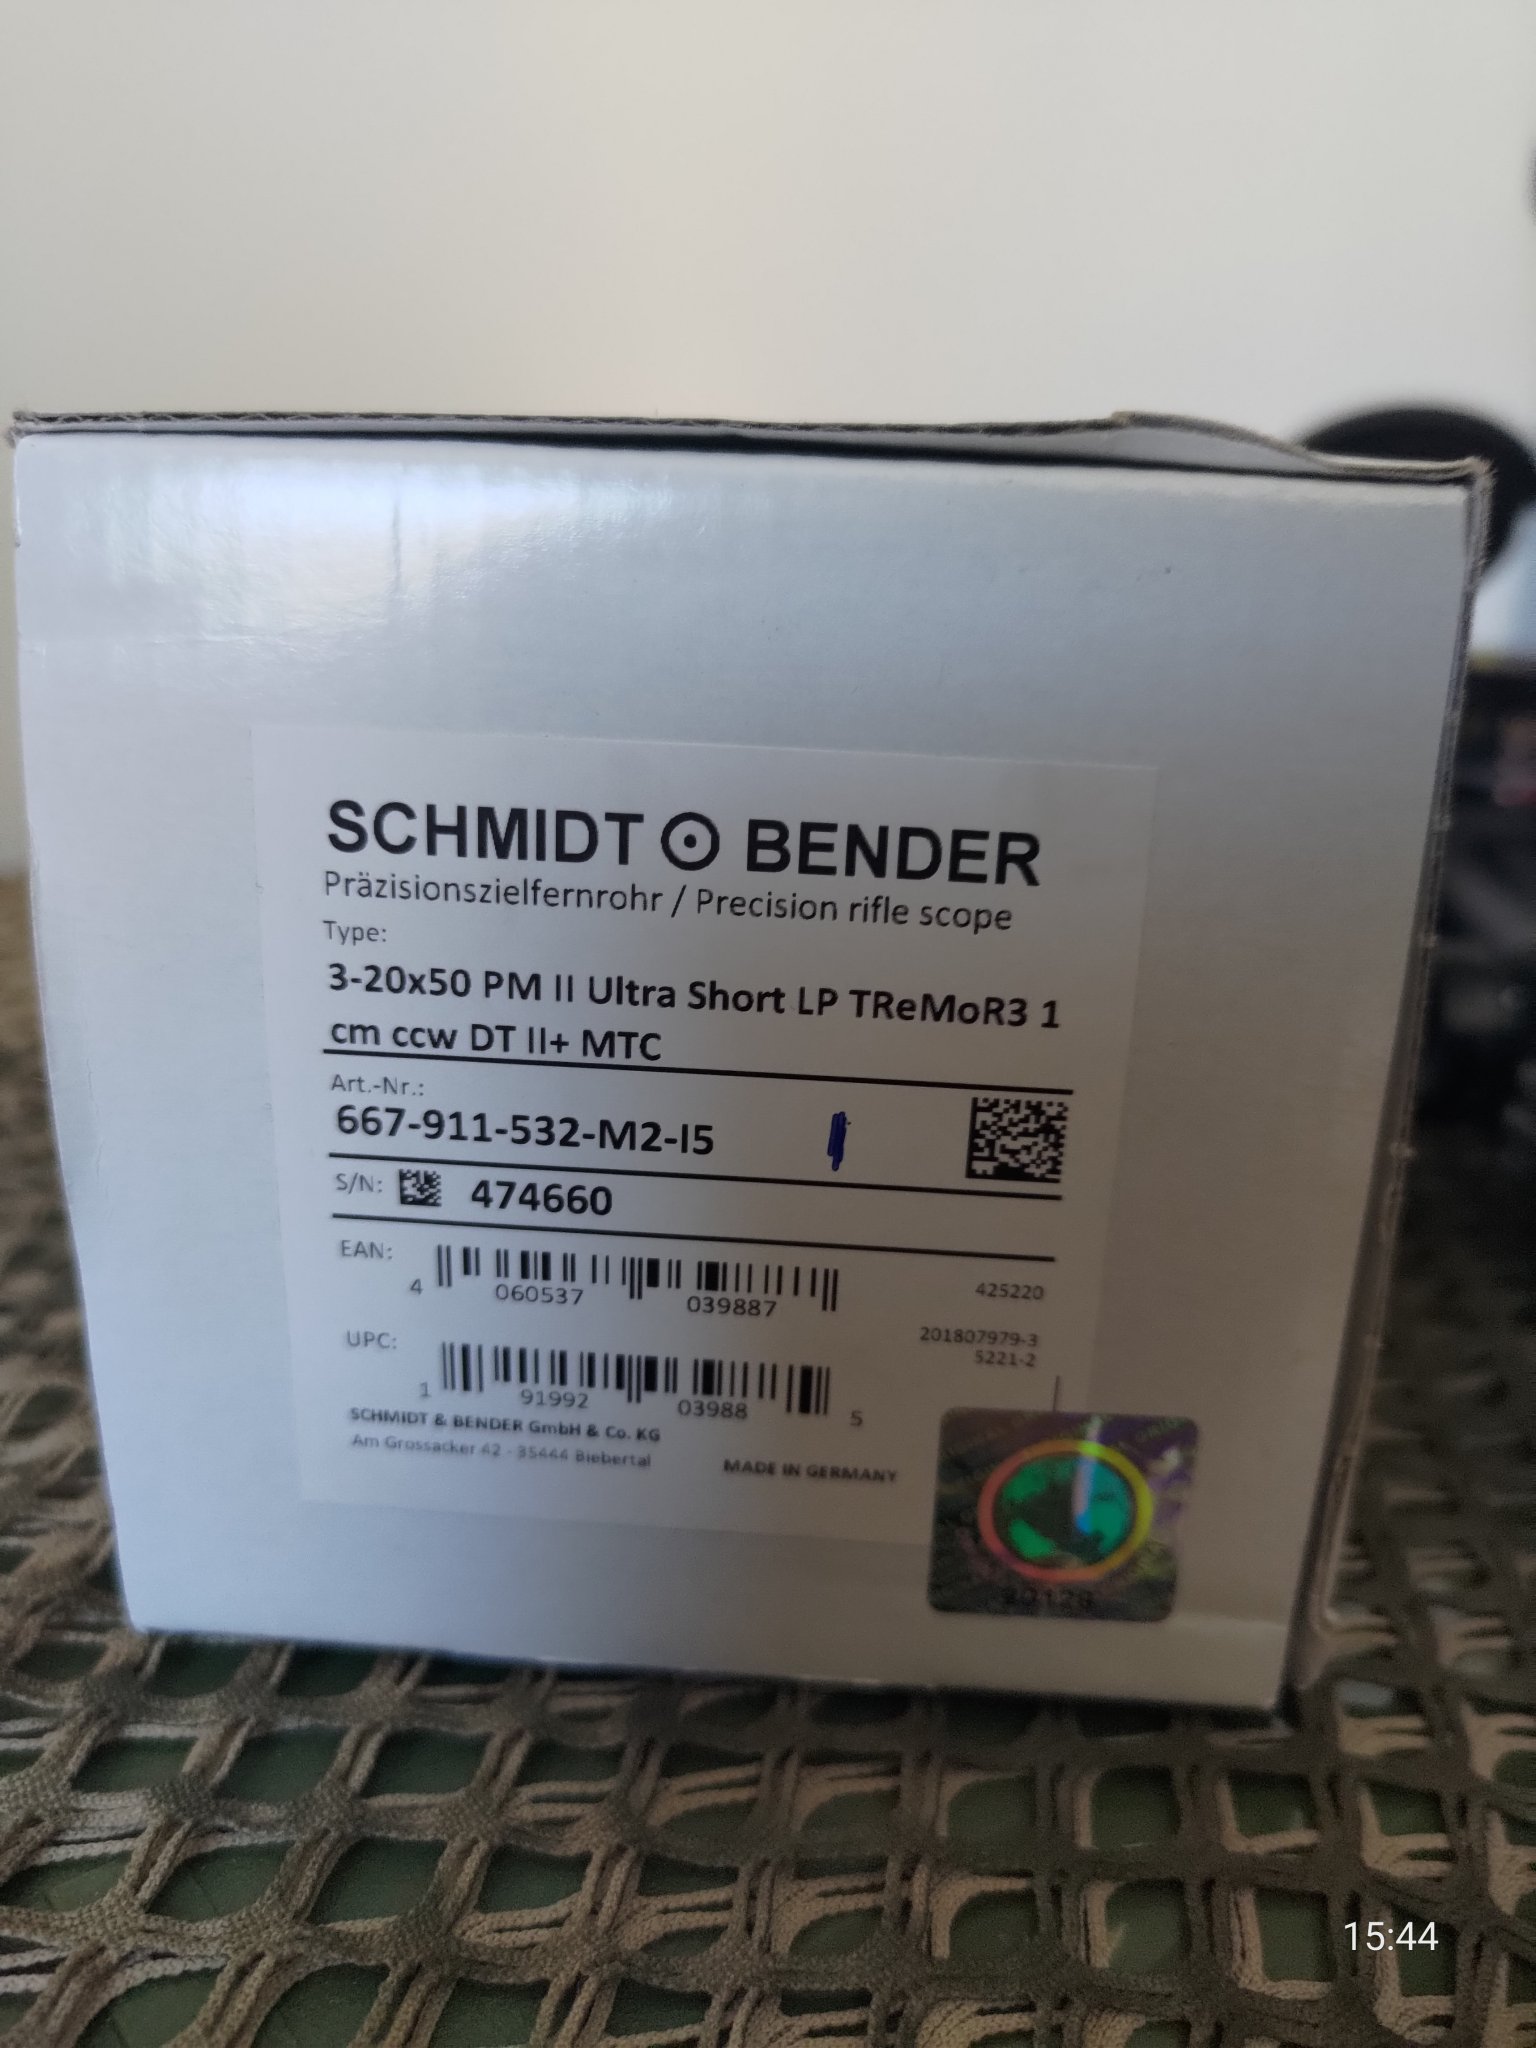 SCHMIDT BENDER
Präzisionszielfernrohr / Precision rifle scope
Type:
3-20x50 PM II Ultra Short LP TReMoR3 1
cm ccw DT II+ MTC
Art.-Nr.:
667-911-532-M2-I5
S/N: 474660
EAN:
4 060537 039887
425220
201807979-3
5221-2
UPC:
1 91992 03988 5
SCHMIDT & BENDER GmbH & Co. KG
Am Grossacker 42 - 35444 Biebertal
MADE IN GERMANY
15:44